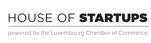 HOUSE OF STARTUPS
powered by the Luxembourg Chamber of Commerce